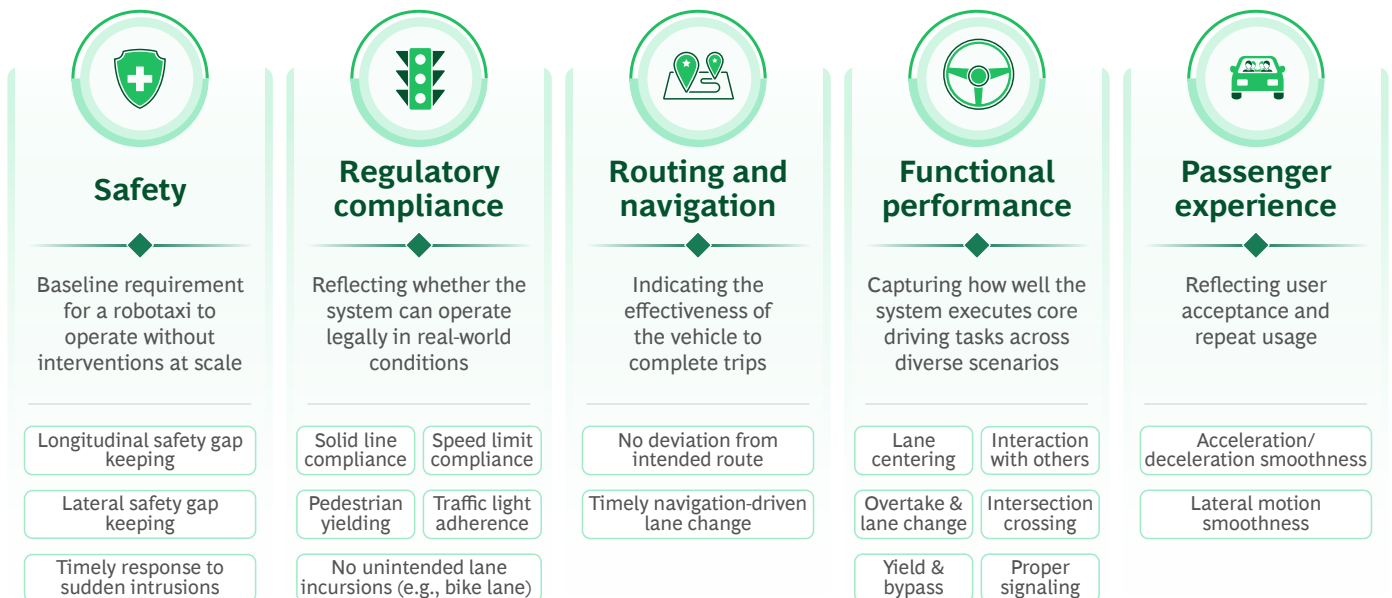 Safety
Baseline requirement
for a robotaxi to
operate without
interventions at scale
Longitudinal safety gap
keeping
Lateral safety gap
keeping
Timely response to
sudden intrusions
Regulatory
compliance
Reflecting whether the
system can operate
legally in real-world
conditions
Solid line
compliance
Speed limit
compliance
Pedestrian
yielding
Traffic light
adherence
No unintended lane
incursions (e.g., bike lane)
Routing and
navigation
Indicating the
effectiveness of
the vehicle to
complete trips
No deviation from
intended route
Timely navigation-driven
lane change
Functional
performance
Capturing how well the
system executes core
driving tasks across
diverse scenarios
Lane
centering
Interaction
with others
Overtake &
lane change
Intersection
crossing
Yield &
bypass
Proper
signaling
Passenger
experience
Reflecting user
acceptance and
repeat usage
Acceleration/
deceleration smoothness
Lateral motion
smoothness